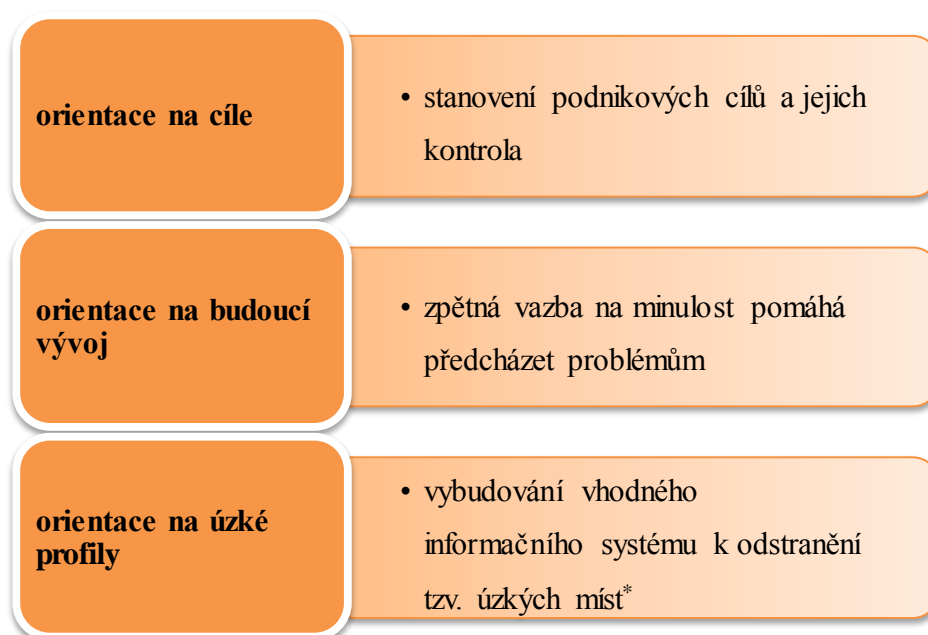 orientace na cíle
• stanovení podnikových cílů a jejich
kontrola
orientace na budoucí
vývoj
• zpětná vazba na minulost pomáhá
předcházet problémům
orientace na úzké
profily
• vybudování vhodného
informačního systému k odstranění
tzv. úzkých míst*